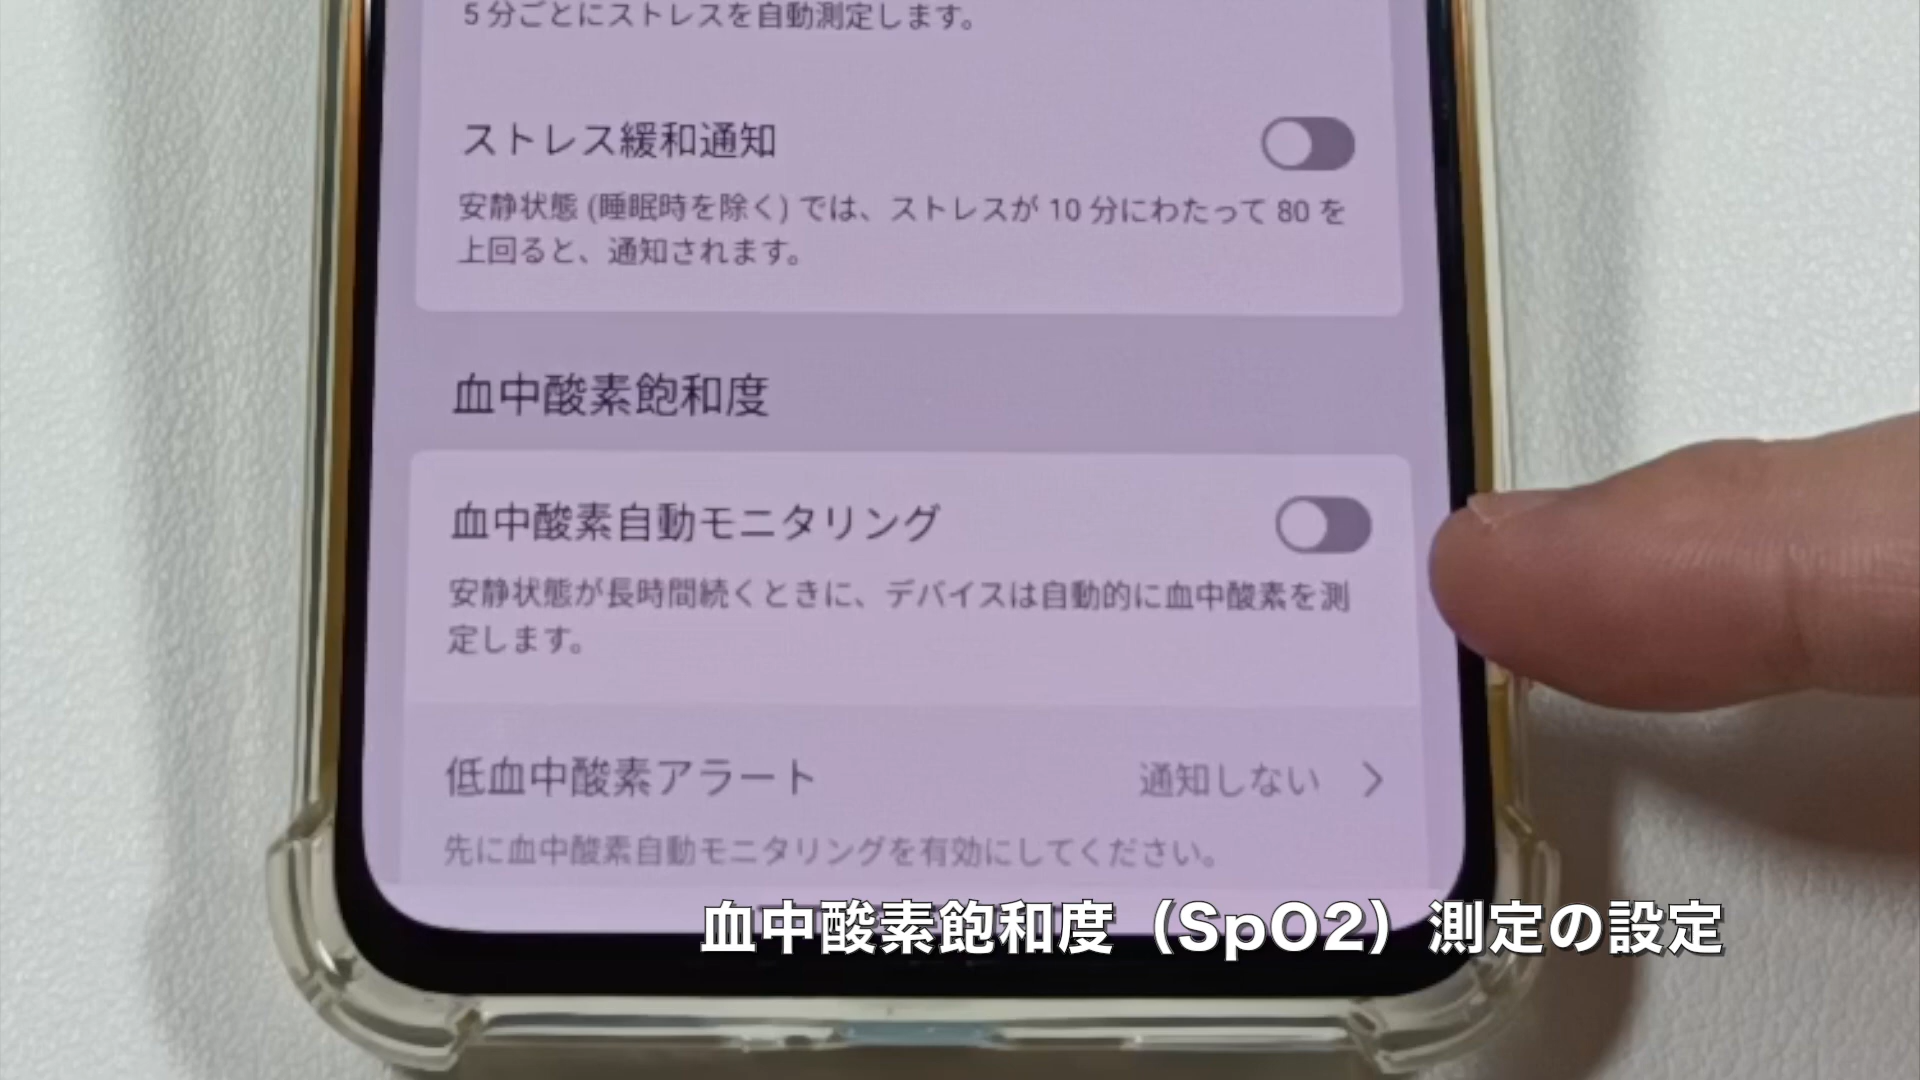 5 分ごとにストレスを自動測定します。
ストレス緩和通知
安静状態 (睡眠時を除く) では、ストレスが 10 分にわたって 80 を
上回ると、通知されます。
血中酸素飽和度
血中酸素自動モニタリング
安静状態が長時間続くときに、デバイスは自動的に血中酸素を測
定します。
低血中酸素アラート
通知しない
先に血中酸素自動モニタリングを有効にしてください。
血中酸素飽和度（SpO2）測定の設定